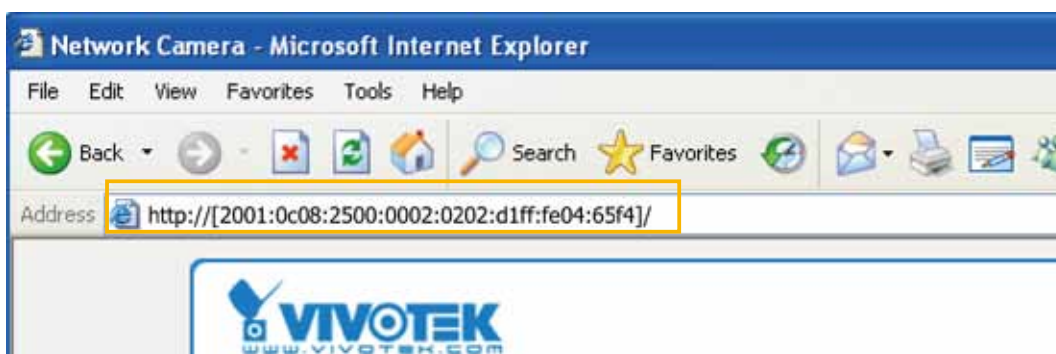 Network Camera - Microsoft Internet Explorer
File Edit View Favorites Tools Help
Back Search Favorites
Address http://[2001:0c08:2500:0002:0202:d1ff:fe04:65f4]/
VIVOTEK
WWW.VIVOTEK.COM